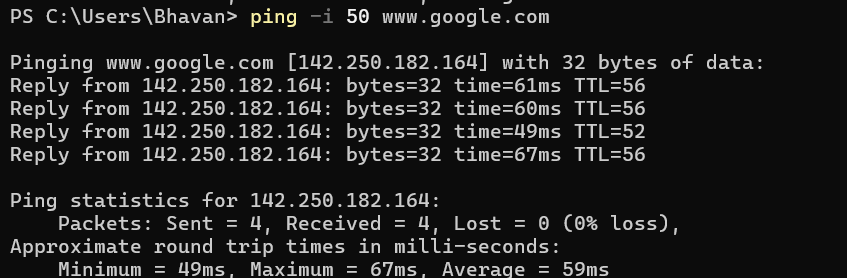 PS C:\Users\Bhavan> ping -i 50 www.google.com
Pinging www.google.com [142.250.182.164] with 32 bytes of data:
Reply from 142.250.182.164: bytes=32 time=61ms TTL=56
Reply from 142.250.182.164: bytes=32 time=60ms TTL=56
Reply from 142.250.182.164: bytes=32 time=49ms TTL=52
Reply from 142.250.182.164: bytes=32 time=67ms TTL=56
Ping statistics for 142.250.182.164:
Packets: Sent = 4, Received = 4, Lost = 0 (0% loss),
Approximate round trip times in milli-seconds:
Minimum = 49ms, Maximum = 67ms, Average = 59ms